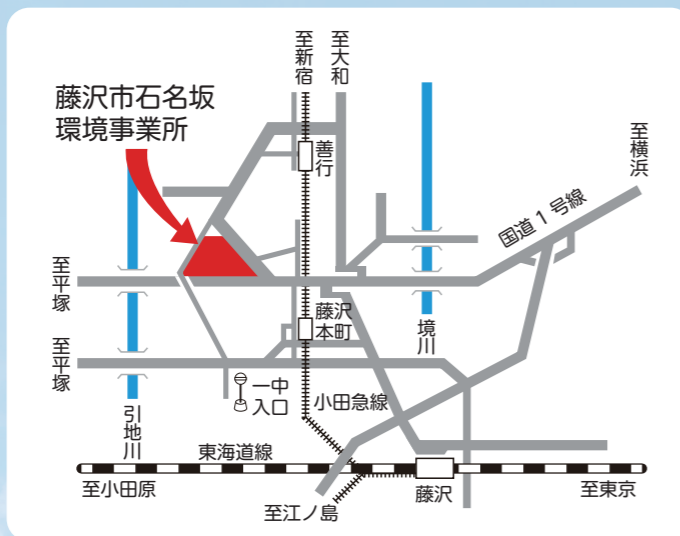 至新宿
至大和
藤沢市石名坂
環境事業所
善行
至横浜
国道1号線
至平塚
藤沢
本町
境川
至平塚
一中
入口
小田急線
引地川
東海道線
至小田原
藤沢
至東京
至江ノ島